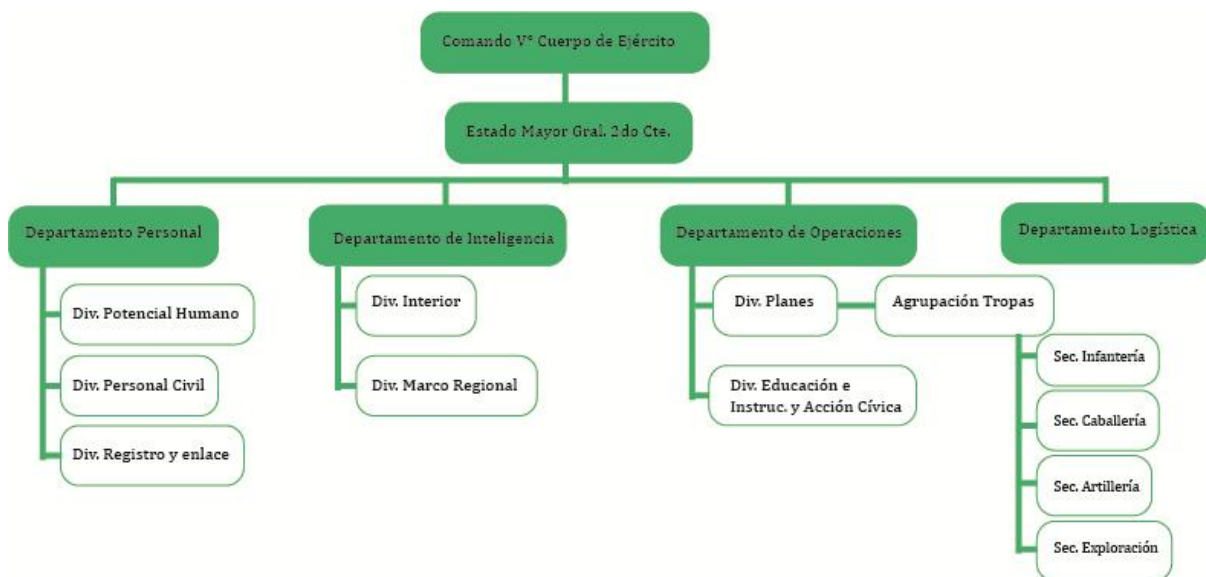 Comando Vº Cuerpo de Ejército
Estado Mayor Gral. 2do Cte.
Departamento Personal
Departamento de Inteligencia
Departamento de Operaciones
Departamento Logística
Div. Potencial Humano
Div. Personal Civil
Div. Registro y enlace
Div. Interior
Div. Marco Regional
Div. Planes
Agrupación Tropas
Div. Educación e
Instruc. y Acción Cívica
Sec. Infantería
Sec. Caballería
Sec. Artillería
Sec. Exploración